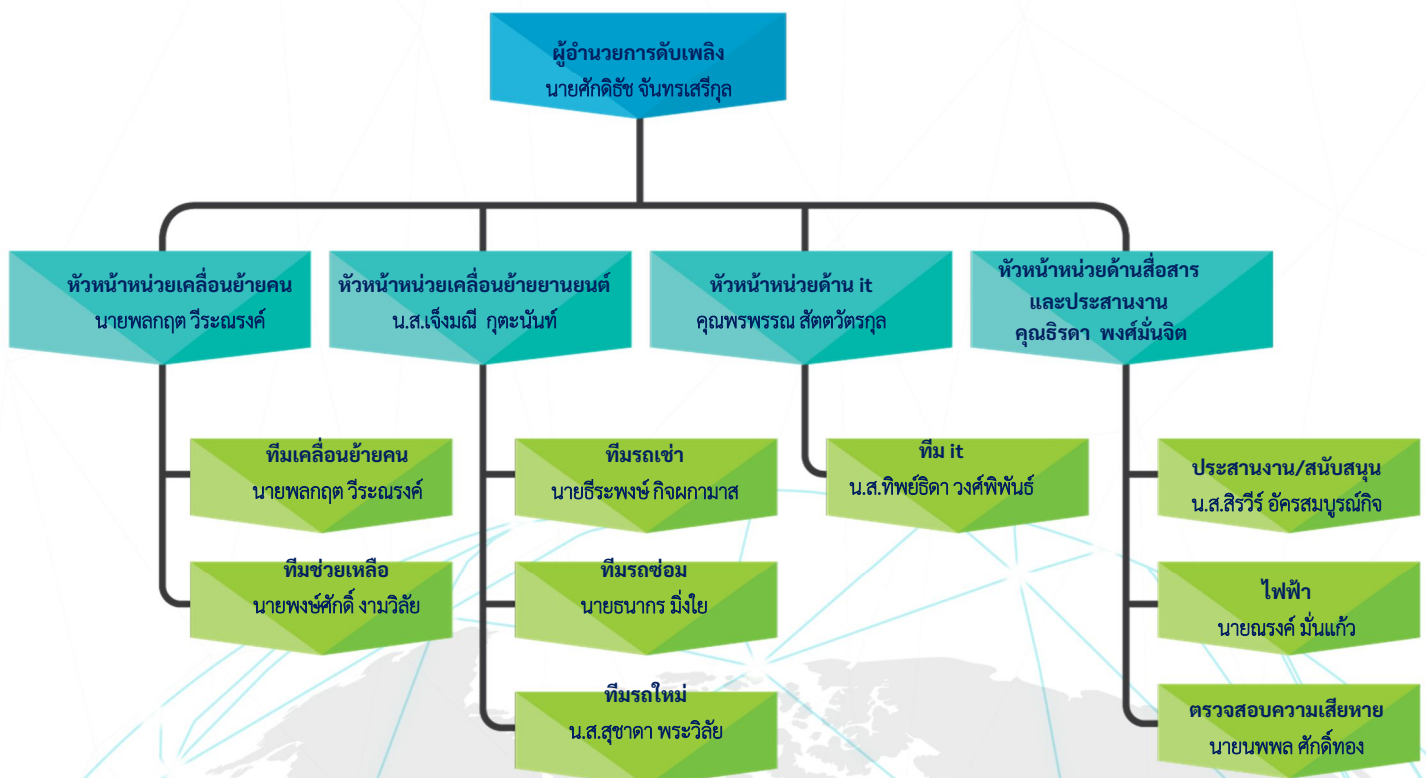 ผู้อำนวยการดับเพลิง
นายศักดิธัช จันทรเสรีกุล
หัวหน้าหน่วยเคลื่อนย้ายคน
นายพลกฤต วีระณรงค์
หัวหน้าหน่วยเคลื่อนย้ายยานยนต์
น.ส.เจ็งมณี กุตะนันท์
หัวหน้าหน่วยด้าน it
คุณพรพรรณ สัตตวัตรกุล
หัวหน้าหน่วยด้านสื่อสาร
และประสานงาน
คุณธิรดา พงศ์มั่นจิต
ทีมเคลื่อนย้ายคน
นายพลกฤต วีระณรงค์
ทีมช่วยเหลือ
นายพงษ์ศักดิ์ งามวิลัย
ทีมรถเช่า
นายธีระพงษ์ กิจผกามาส
ทีมรถซ่อม
นายธนากร มิ่งใย
ทีมรถใหม่
น.ส.สุชาดา พระวิลัย
ทีม it
น.ส.ทิพย์ธิดา วงศ์พิพันธ์
ประสานงาน/สนับสนุน
น.ส.สิรวีร์ อัครสมบูรณ์กิจ
ไฟฟ้า
นายณรงค์ มั่นแก้ว
ตรวจสอบความเสียหาย
นายนพพล ศักดิ์ทอง